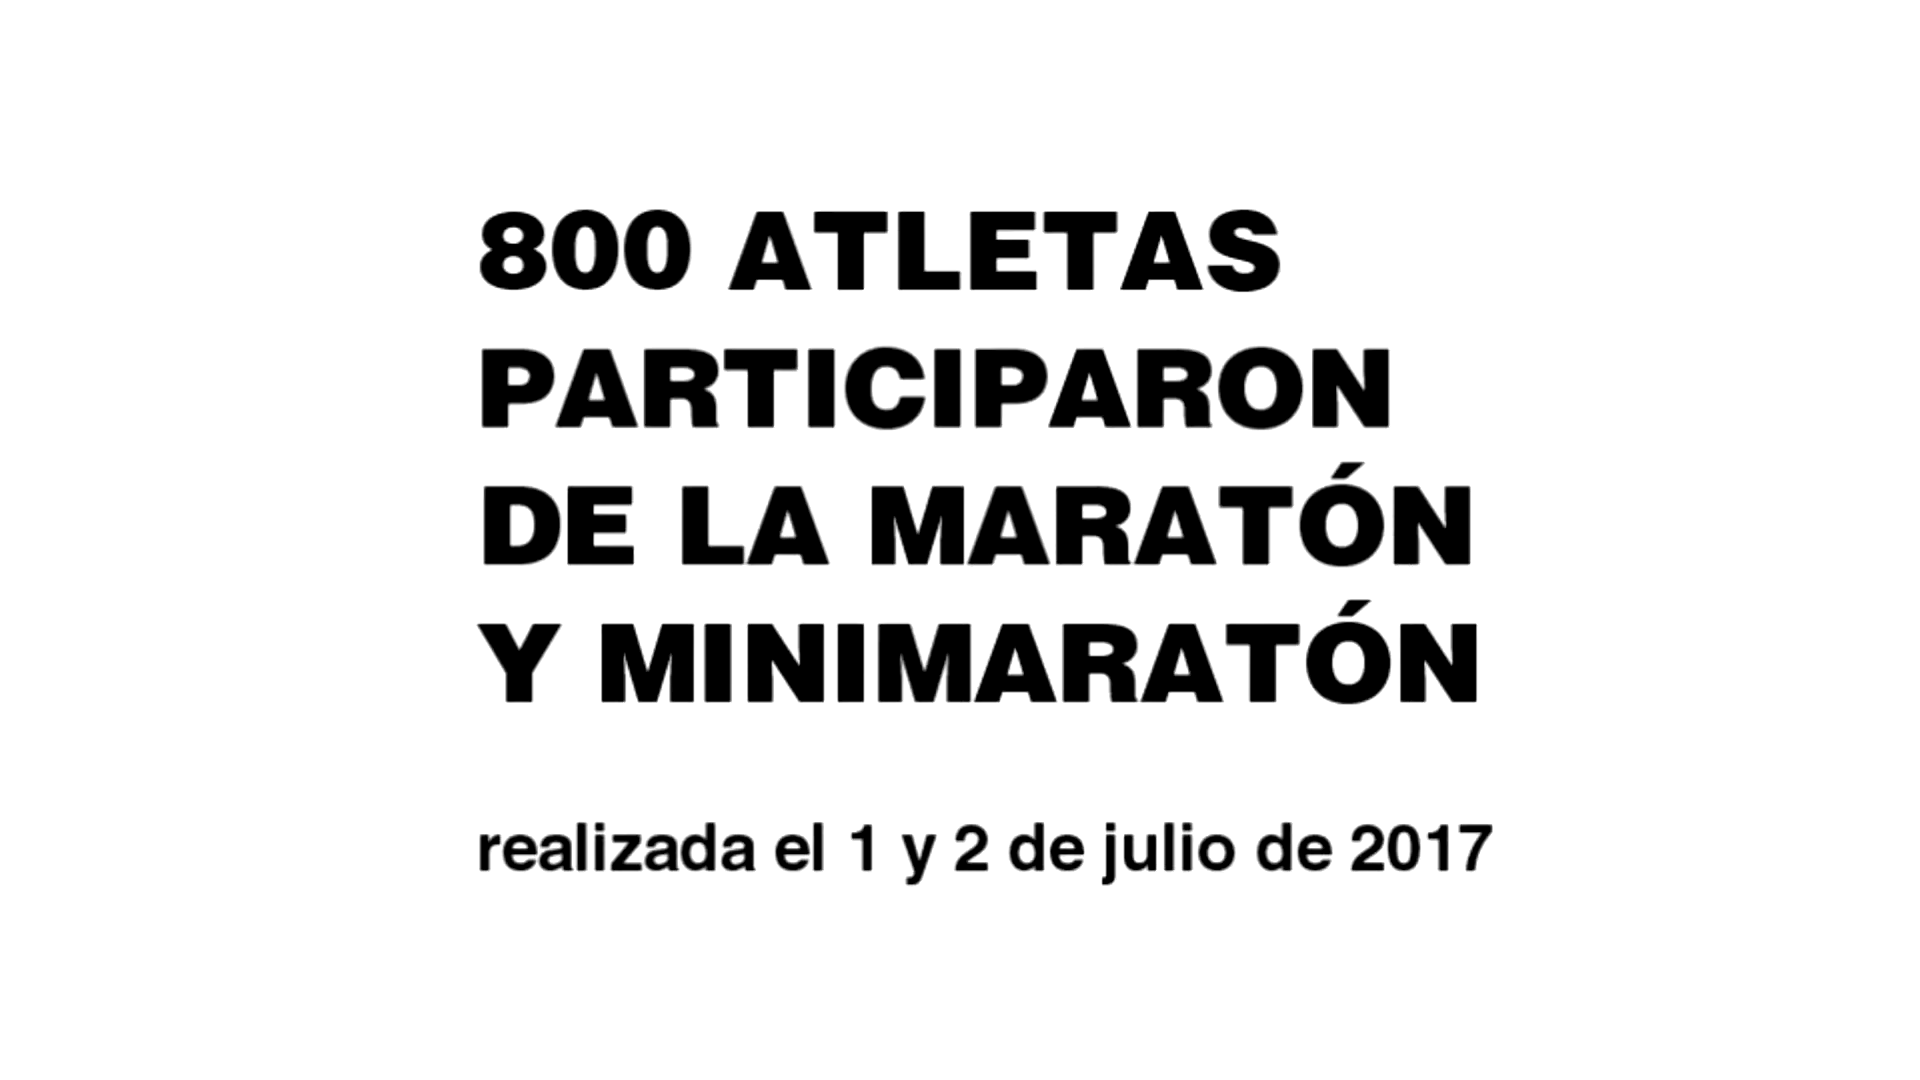 800 ATLETAS
PARTICIPARON
DE LA MARATÓN
Y MINIMARATÓN
realizada el 1 y 2 de julio de 2017